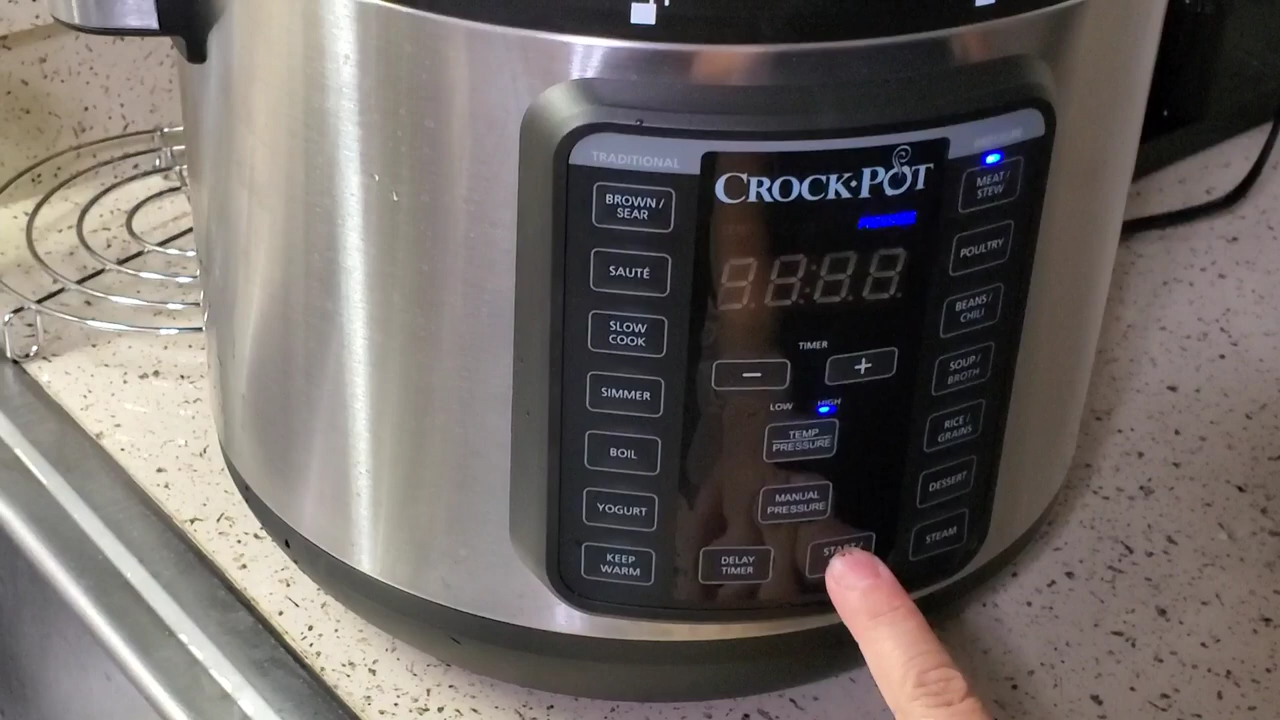 TRADITIONAL
BROWN /
SEAR
SAUTÉ
SLOW
COOK
SIMMER
BOIL
YOGURT
KEEP
WARM
CROCK·POT
TIMER
−
+
LOW HIGH
TEMP
PRESSURE
MANUAL
PRESSURE
DELAY
TIMER
START /
MEAT /
STEW
POULTRY
BEANS /
CHILI
SOUP /
BROTH
RICE /
GRAINS
DESSERT
STEAM